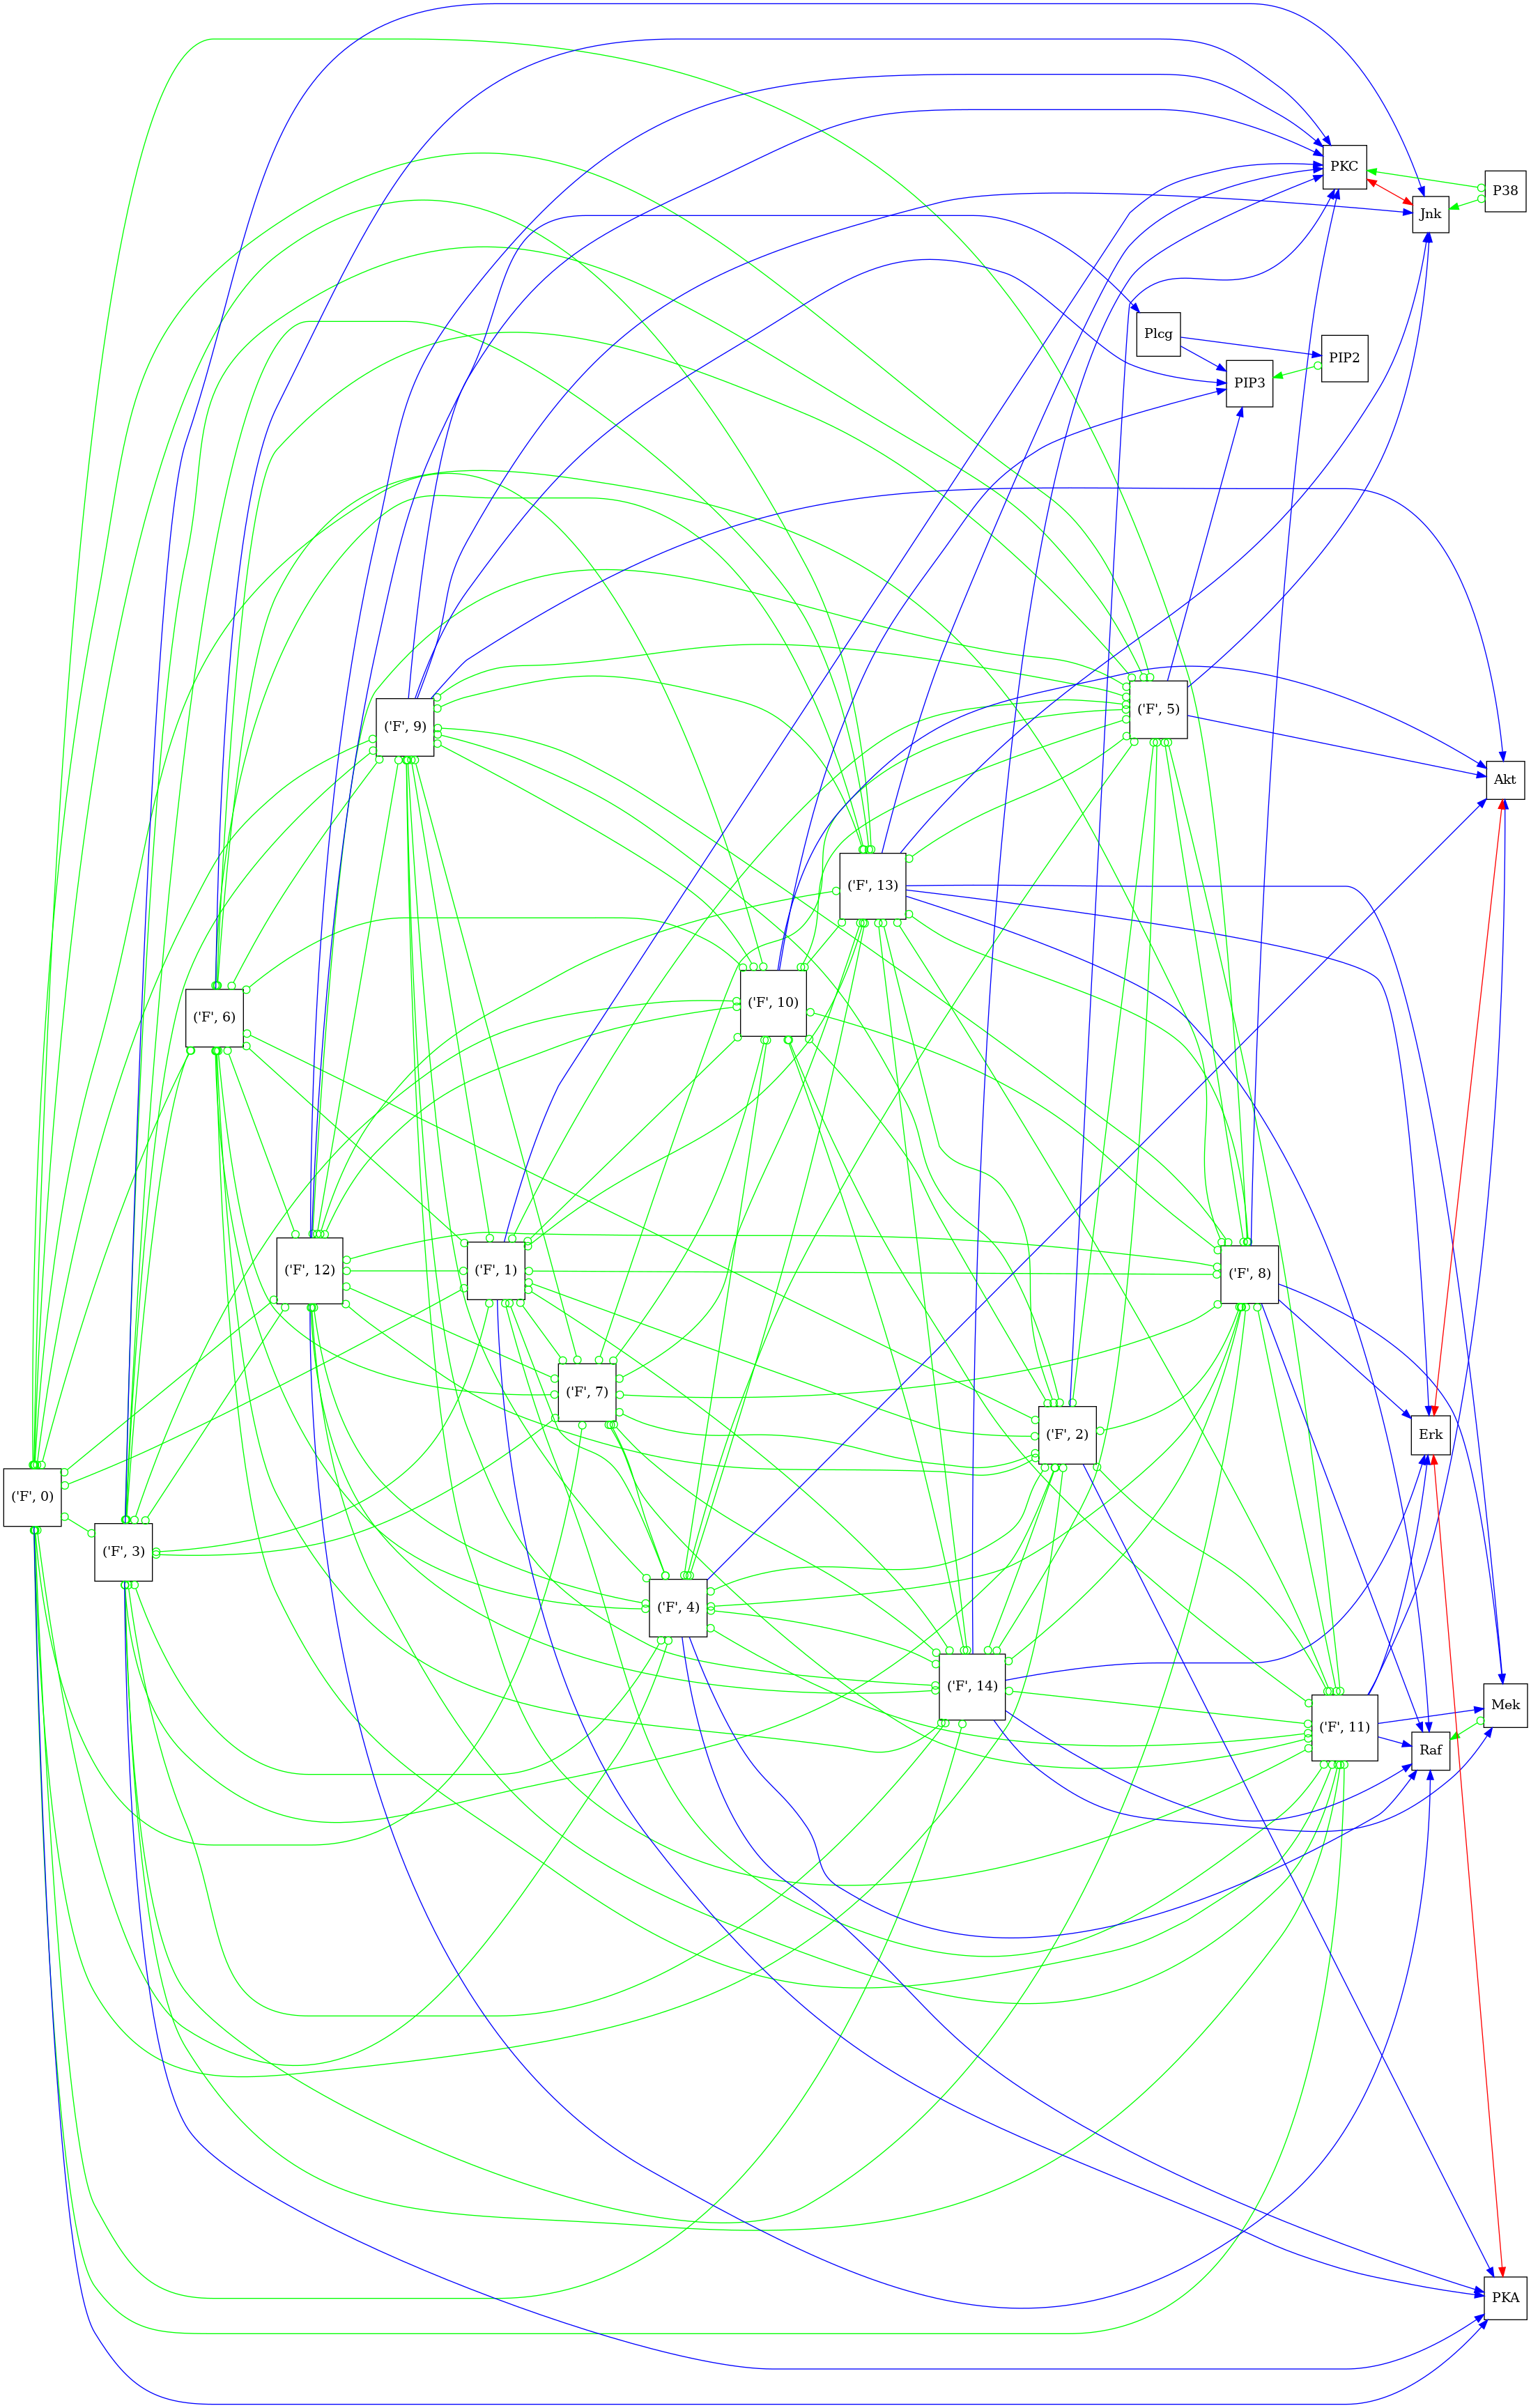 PKC
P38
Jnk
Plcg
PIP2
PIP3
('F', 9)
('F', 5)
Akt
('F', 13)
('F', 10)
('F', 6)
('F', 12)
('F', 1)
('F', 8)
('F', 7)
('F', 2)
Erk
('F', 0)
('F', 3)
('F', 4)
('F', 14)
Mek
('F', 11)
Raf
PKA